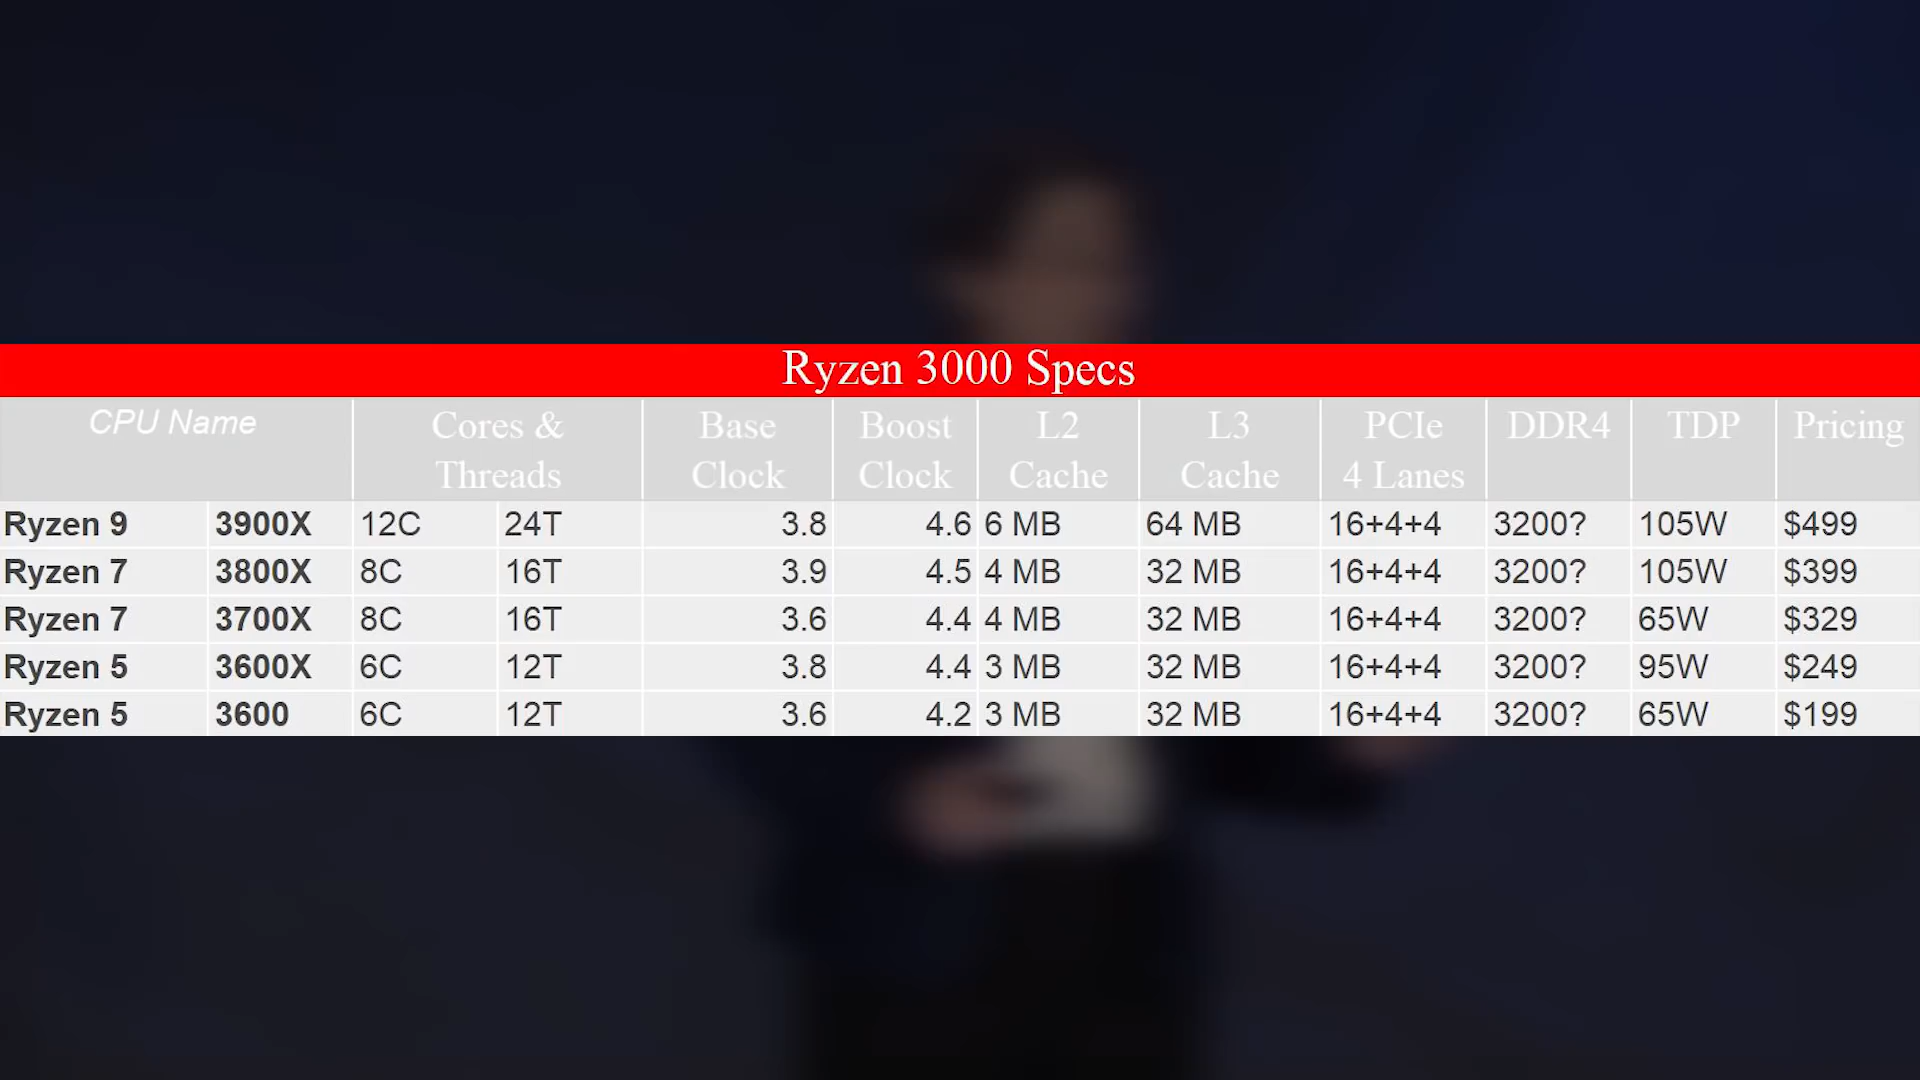 Ryzen 3000 Specs
CPU Name Cores & Threads Base Clock Boost Clock L2 Cache L3 Cache PCIe 4 Lanes DDR4 TDP Pricing
Ryzen 9 3900X 12C 24T 3.8 4.6 6 MB 64 MB 16+4+4 3200? 105W $499
Ryzen 7 3800X 8C 16T 3.9 4.5 4 MB 32 MB 16+4+4 3200? 105W $399
Ryzen 7 3700X 8C 16T 3.6 4.4 4 MB 32 MB 16+4+4 3200? 65W $329
Ryzen 5 3600X 6C 12T 3.8 4.4 3 MB 32 MB 16+4+4 3200? 95W $249
Ryzen 5 3600 6C 12T 3.6 4.2 3 MB 32 MB 16+4+4 3200? 65W $199